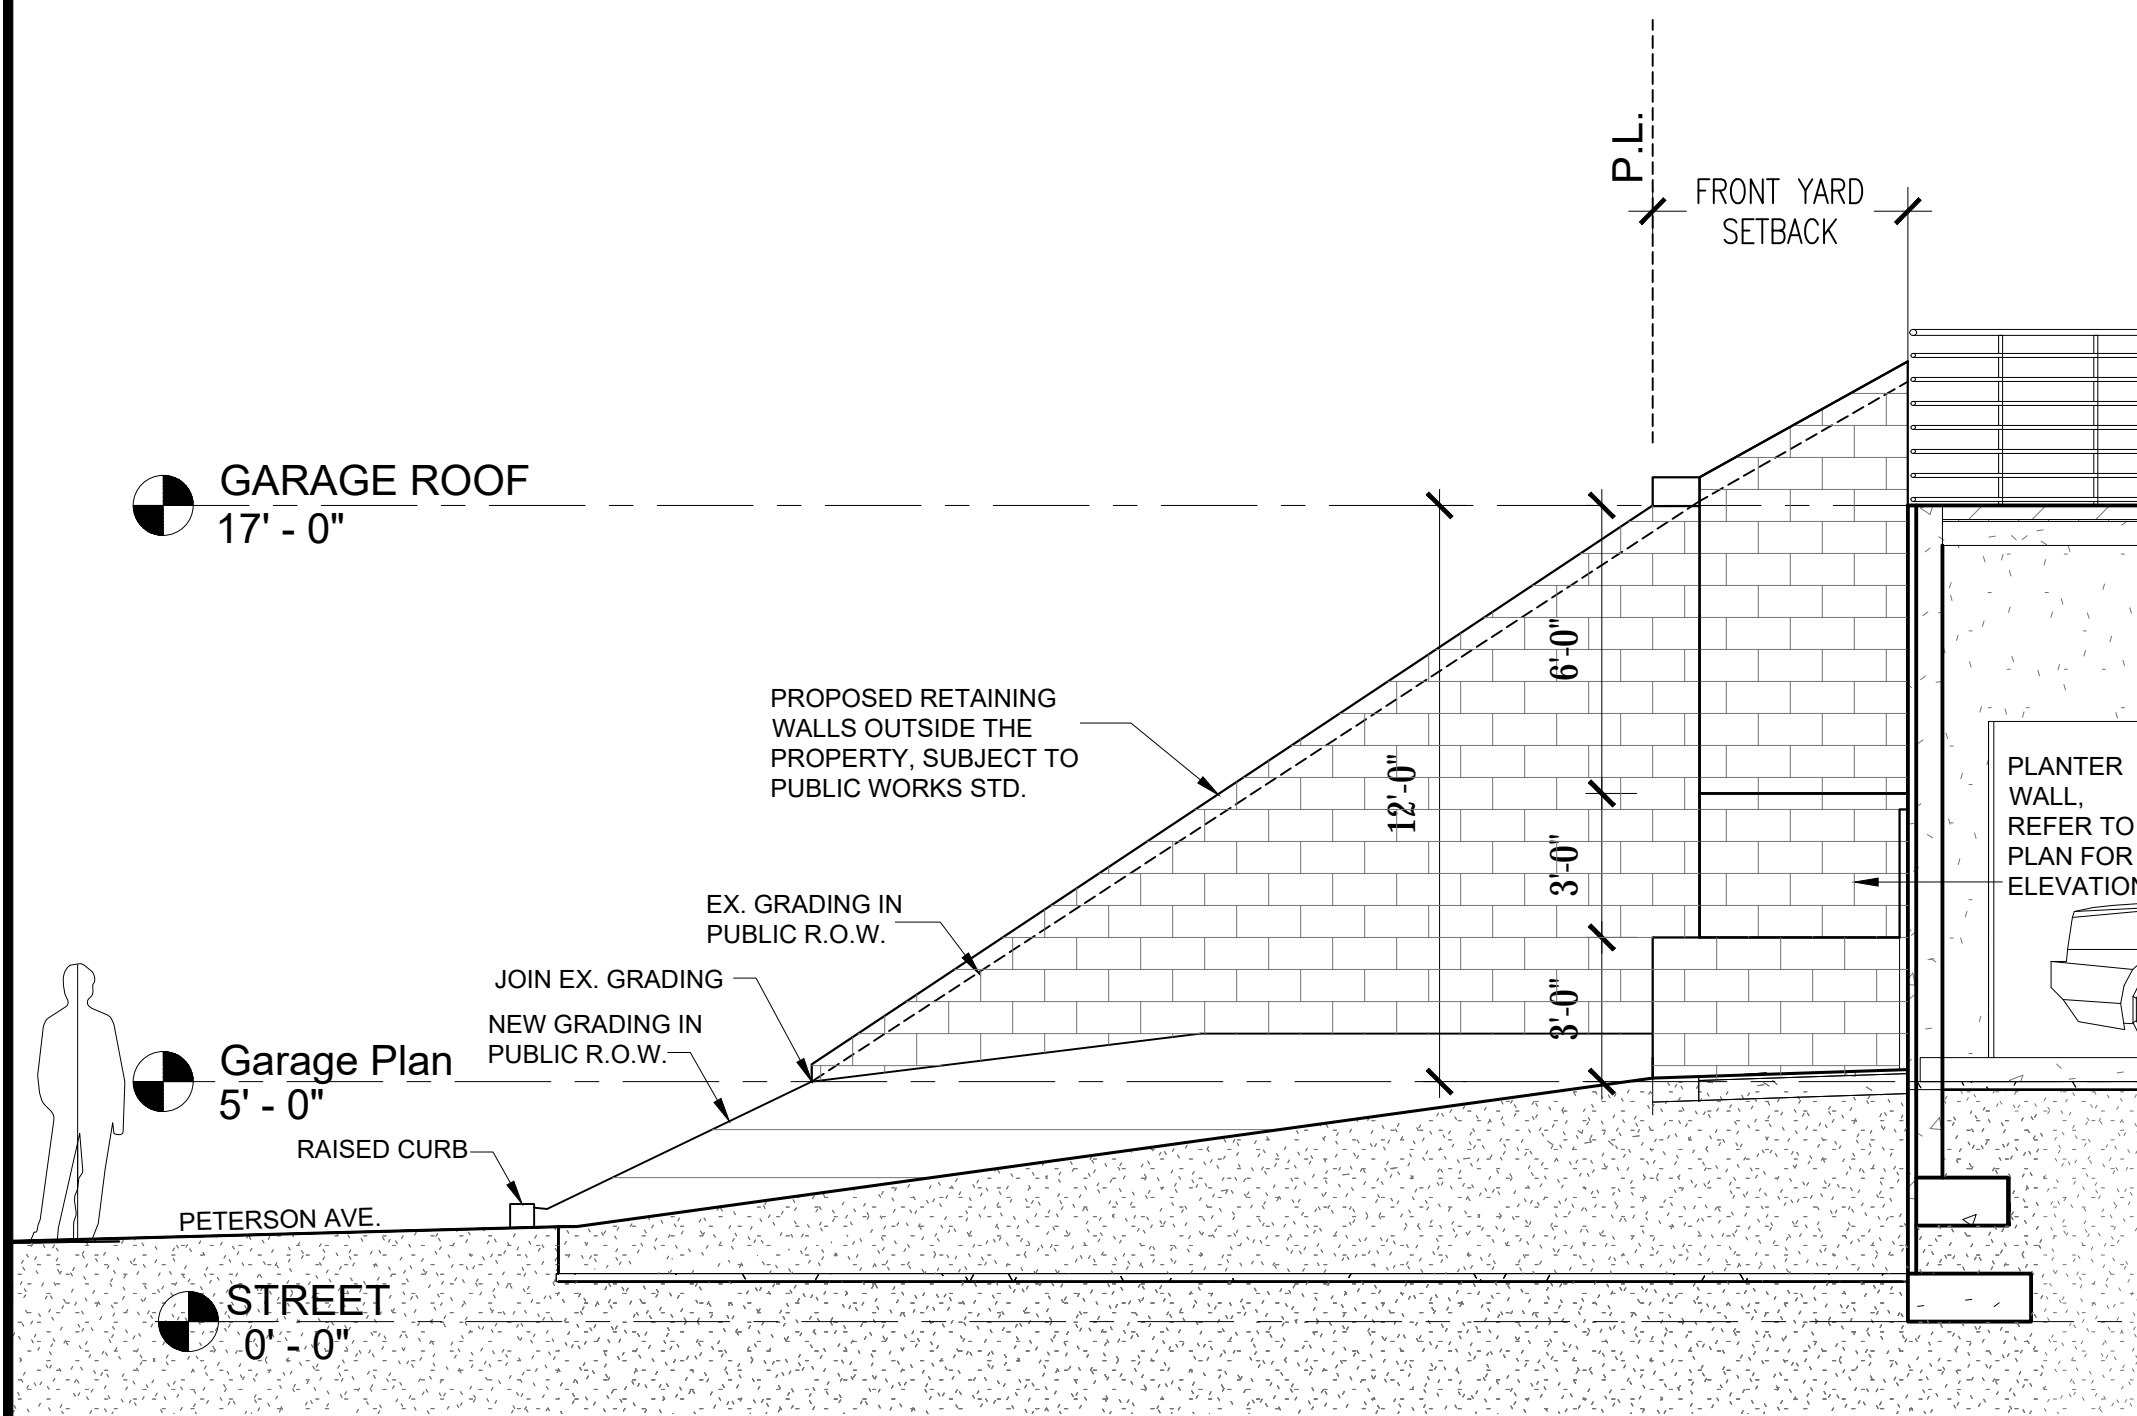 P.L.
FRONT YARD
SETBACK
GARAGE ROOF
17' - 0"
6'-0"
PROPOSED RETAINING
WALLS OUTSIDE THE
PROPERTY, SUBJECT TO
PUBLIC WORKS STD.
12'-0"
PLANTER
WALL,
REFER TO
PLAN FOR
ELEVATION
3'-0"
EX. GRADING IN
PUBLIC R.O.W.
JOIN EX. GRADING
NEW GRADING IN
PUBLIC R.O.W.
3'-0"
Garage Plan
5' - 0"
RAISED CURB
PETERSON AVE.
STREET
0' - 0"